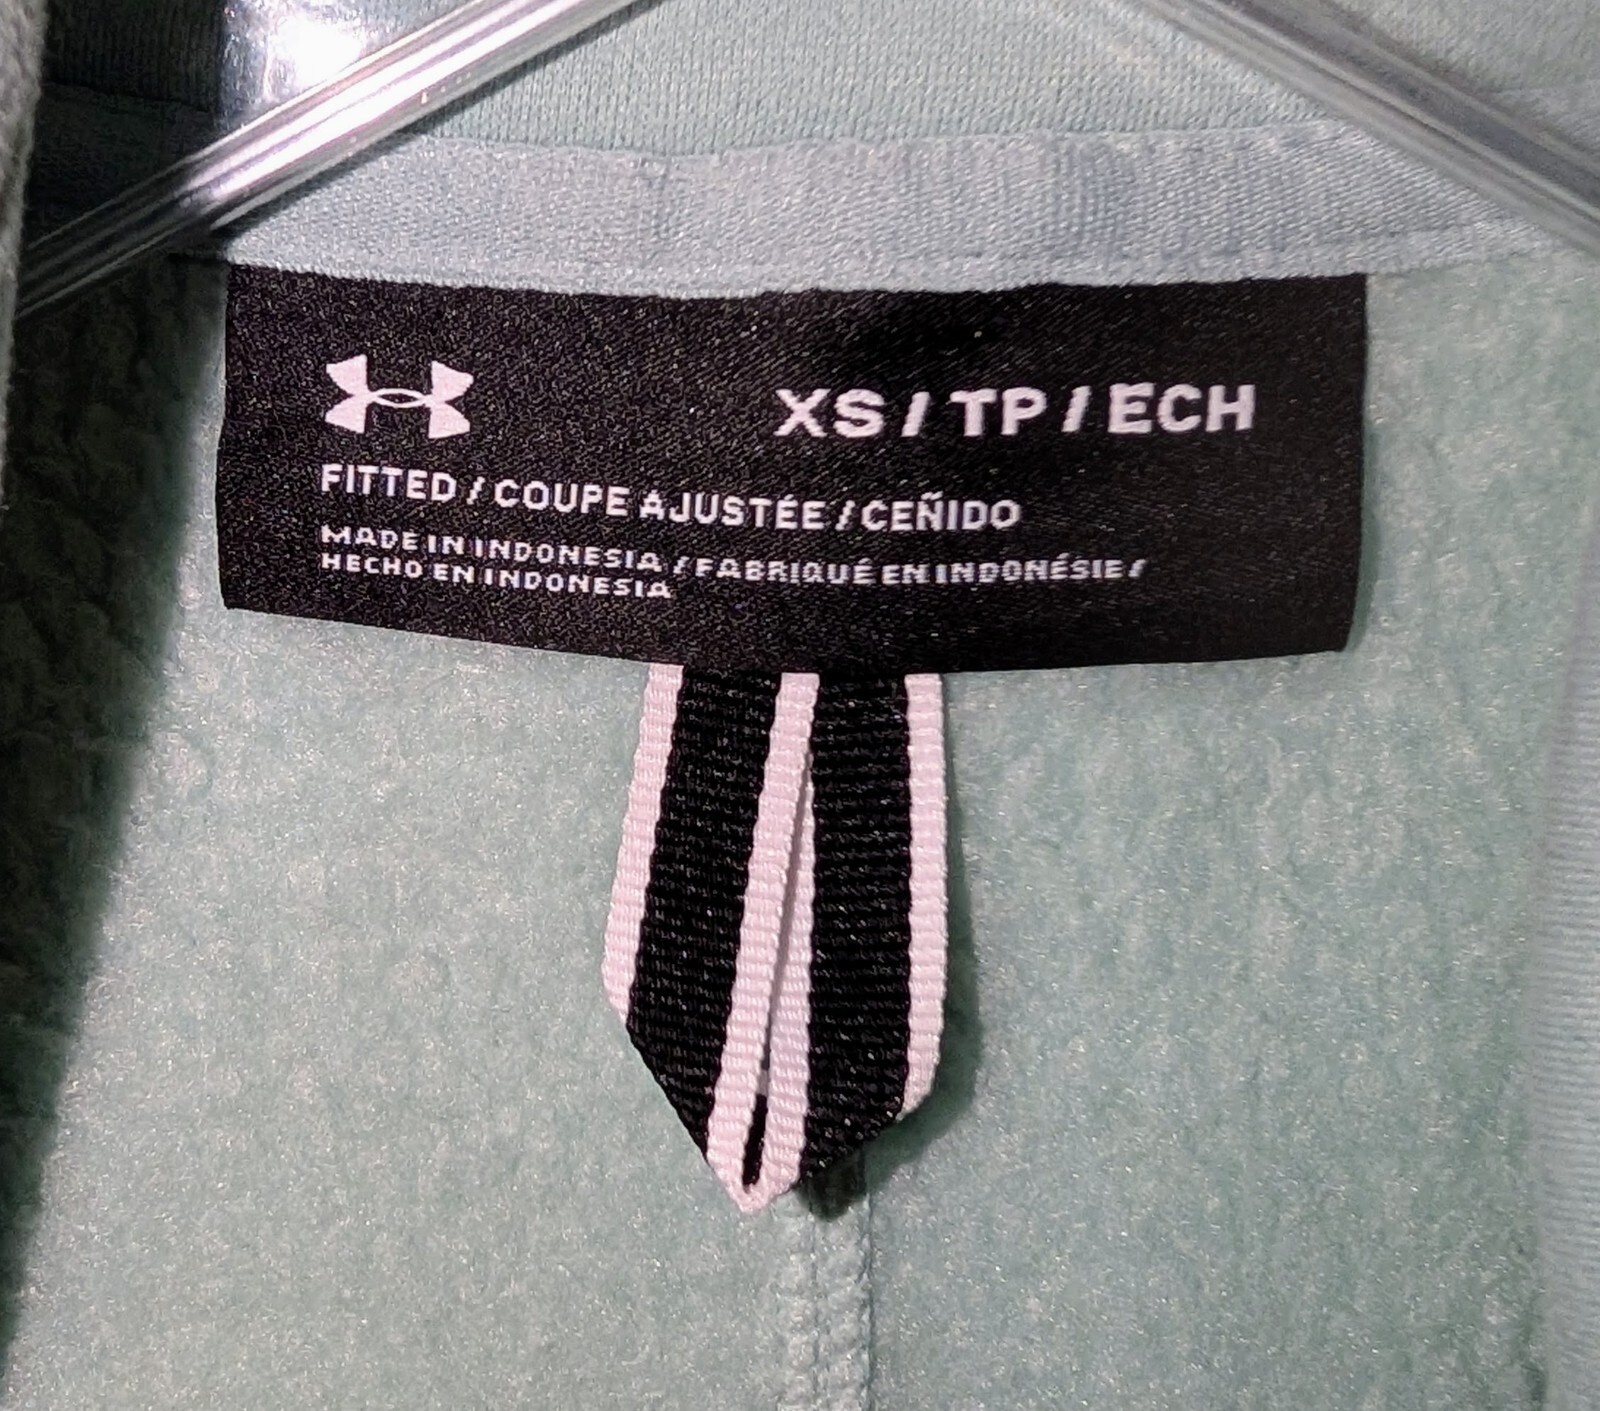 XS / TP / ECH
FITTED / COUPE AJUSTÉE / CEÑIDO
MADE IN INDONESIA / FABRIQUÉ EN INDONÉSIE /
HECHO EN INDONESIA